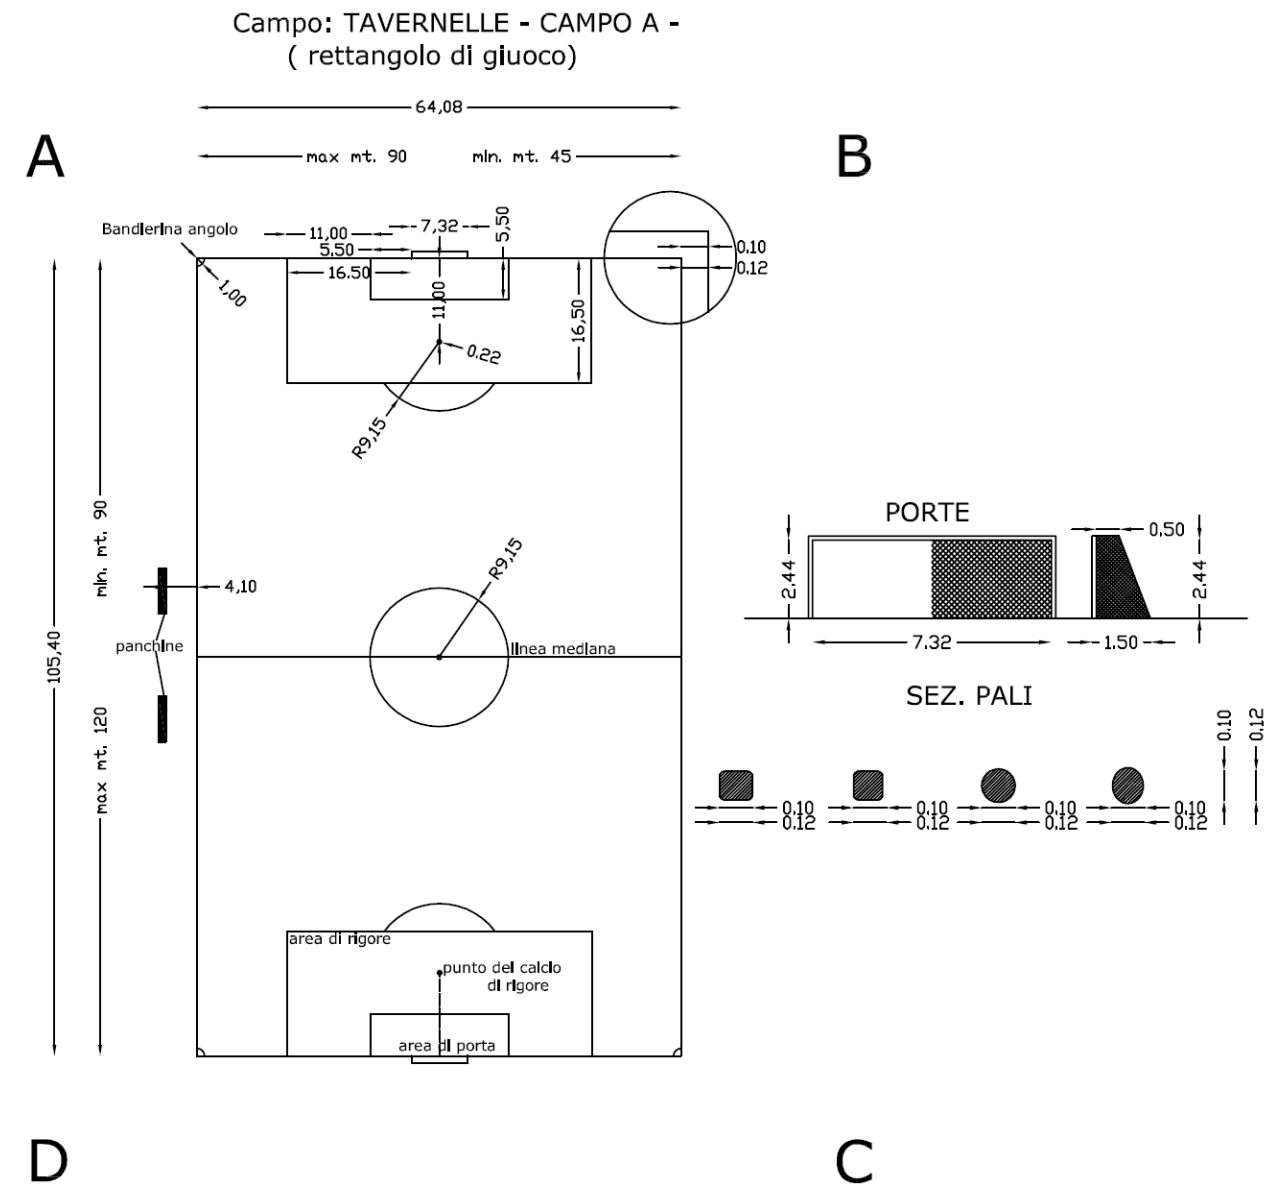 Campo: TAVERNELLE - CAMPO A -
( rettangolo di giuoco)
64,08
A
B
max mt. 90
min. mt. 45
Bandierina angolo
11,00
7,32
5,50
5.50
16.50
1,00
11,00
16,50
0.22
R9,15
0.10
0.12
min. mt. 90
105,40
max mt. 120
4,10
panchine
R9,15
linea mediana
PORTE
0.50
2.44
2.44
7.32
1.50
SEZ. PALI
0.10
0.12
0.10
0.12
0.10
0.12
0.10
0.12
0.10
0.12
area di rigore
punto del calcio
di rigore
area di porta
D
C